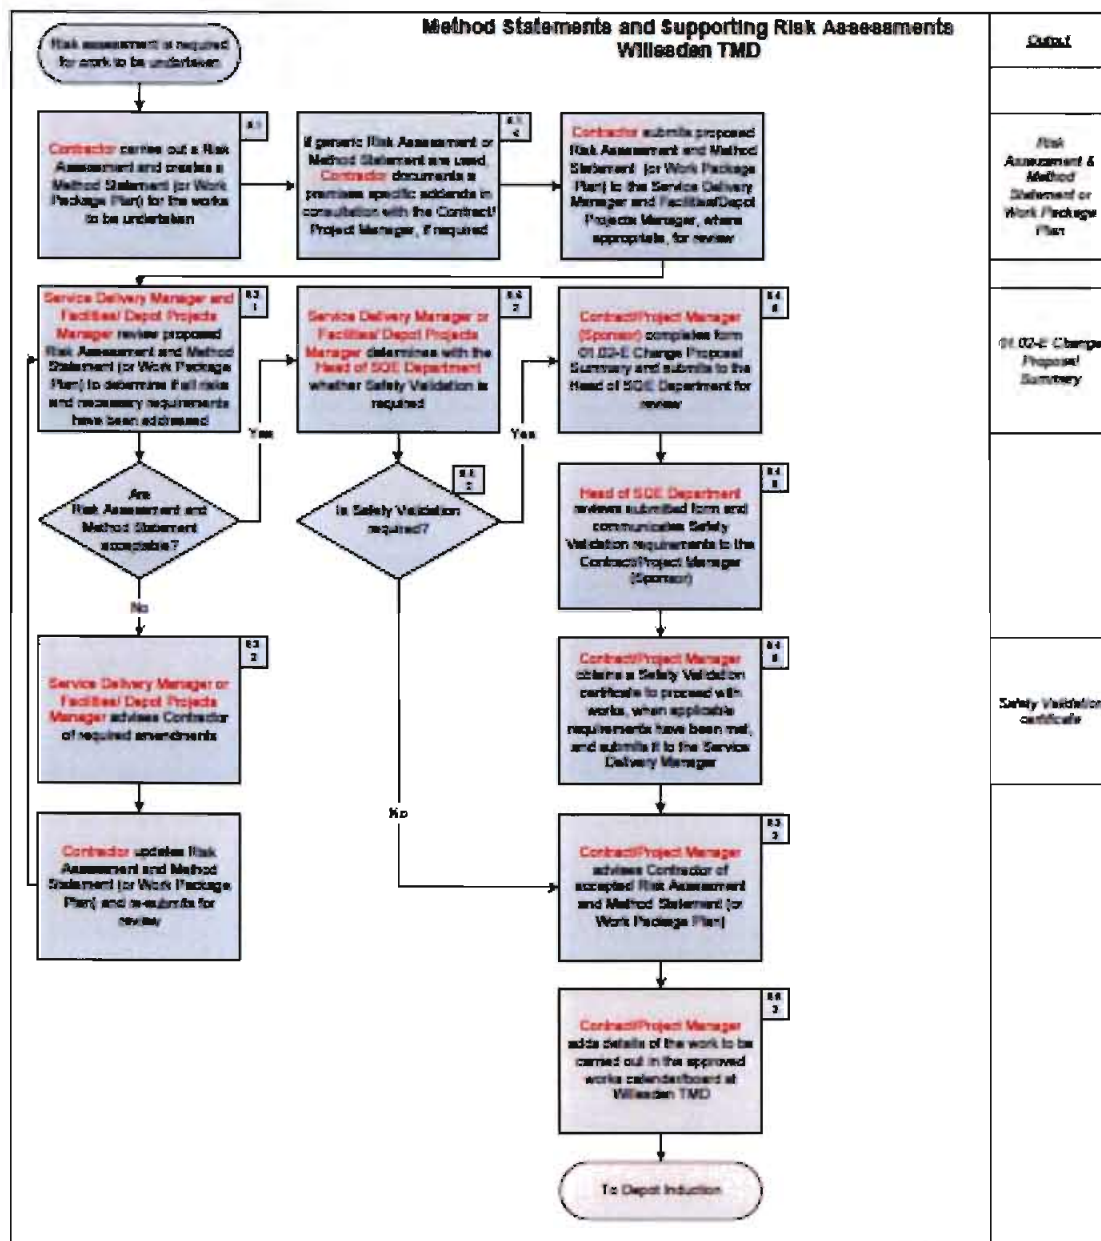 Method Statements and Supporting Risk Assessments
Willesden TMD
Output
Risk assessment is required
for work to be undertaken
Contractor carries out a Risk
Assessment and creates a
Method Statement (or Work
Package Plan) for the works
to be undertaken
If generic Risk Assessment or
Method Statement are used,
Contractor documents a
premises specific addenda in
consultation with the Contract/
Project Manager, if required
Contractor submits proposed
Risk Assessment and Method
Statement (or Work Package
Plan) to the Service Delivery
Manager and Facilities/Depot
Projects Manager, where
appropriate, for review
Risk
Assessment &
Method
Statement or
Work Package
Plan
Service Delivery Manager and
Facilities/ Depot Projects
Manager review proposed
Risk Assessment and Method
Statement (or Work Package
Plan) to determine if all risks
and necessary requirements
have been addressed
Service Delivery Manager or
Facilities/ Depot Projects
Manager determines with the
Head of SQE Department
whether Safety Validation is
required
Contract/Project Manager
(Sponsor) completes form
01.02-E Change Proposal
Summary and submits to the
Head of SQE Department for
review
01.02-E Change
Proposal
Summary
Yes
Yes
Are
Risk Assessment and
Method Statement
acceptable?
Is Safety Validation
required?
Head of SQE Department
reviews submitted form and
communicates Safety
Validation requirements to the
Contract/Project Manager
(Sponsor)
No
Service Delivery Manager or
Facilities/ Depot Projects
Manager advises Contractor
of required amendments
Contract/Project Manager
obtains a Safety Validation
certificate to proceed with
works, when applicable
requirements have been met,
and submits it to the Service
Delivery Manager
Safety Validation
certificate
No
Contractor updates Risk
Assessment and Method
Statement (or Work Package
Plan) and re-submits for
review
Contract/Project Manager
advises Contractor of
accepted Risk Assessment
and Method Statement (or
Work Package Plan)
Contract/Project Manager
adds details of the work to be
carried out in the approved
works calendar/board at
Willesden TMD
To Depot Induction